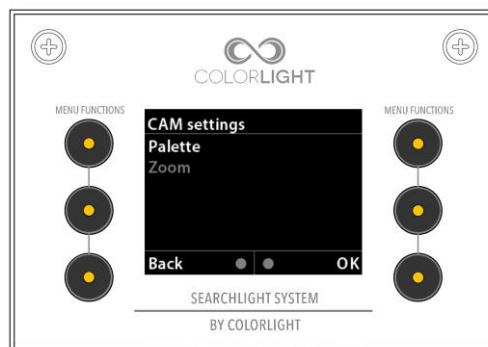 COLORLIGHT
MENU FUNCTIONS
MENU FUNCTIONS
CAM settings
Palette
Zoom
Back OK
SEARCHLIGHT SYSTEM
BY COLORLIGHT